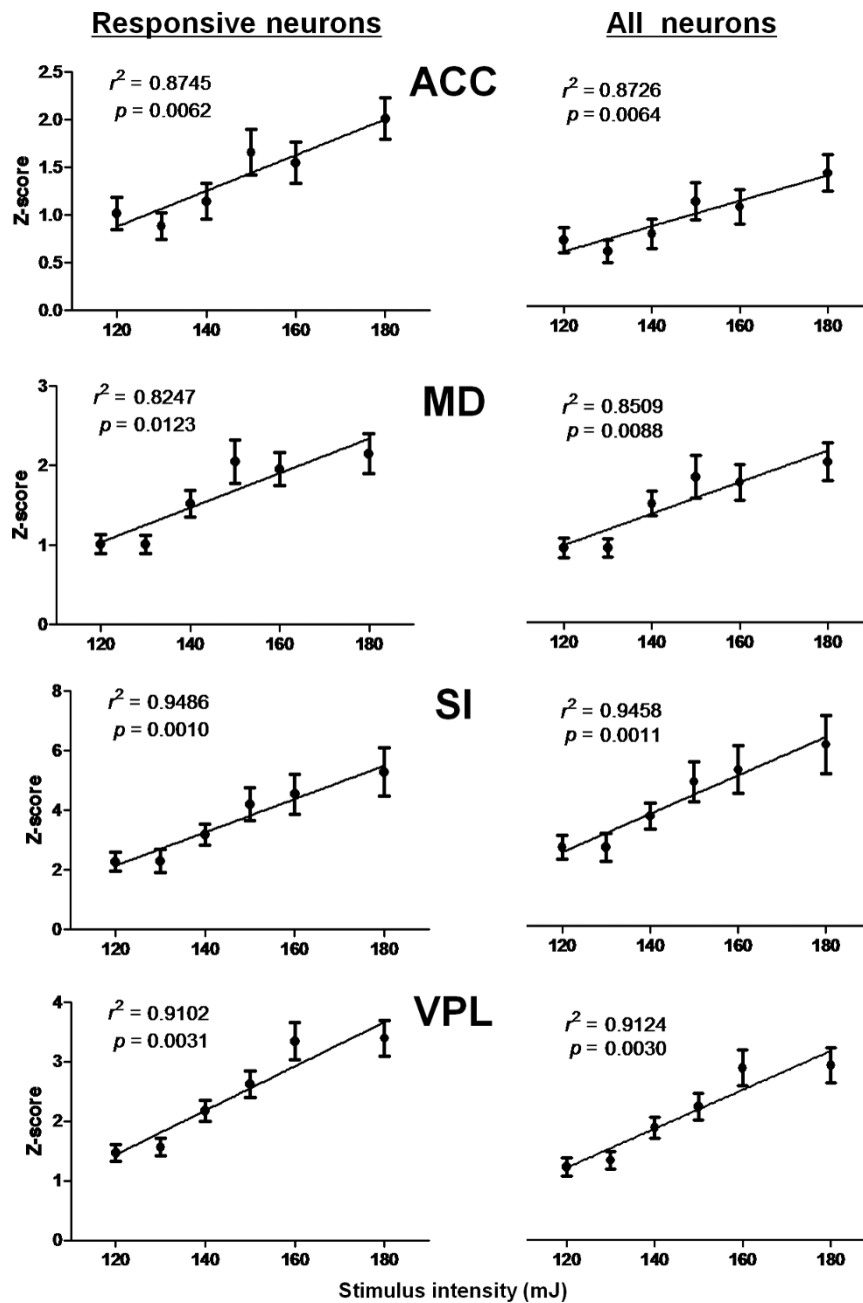 Responsive neurons
All neurons
ACC
r² = 0.8745
p = 0.0062
Z-score
2.5
2.0
1.5
1.0
0.5
0.0
120 140 160 180
r² = 0.8726
p = 0.0064
120 140 160 180
MD
r² = 0.8247
p = 0.0123
Z-score
3
2
1
0
120 140 160 180
r² = 0.8509
p = 0.0088
120 140 160 180
SI
r² = 0.9486
p = 0.0010
Z-score
8
6
4
2
0
120 140 160 180
r² = 0.9458
p = 0.0011
120 140 160 180
VPL
r² = 0.9102
p = 0.0031
Z-score
4
3
2
1
0
120 140 160 180
r² = 0.9124
p = 0.0030
120 140 160 180
Stimulus intensity (mJ)